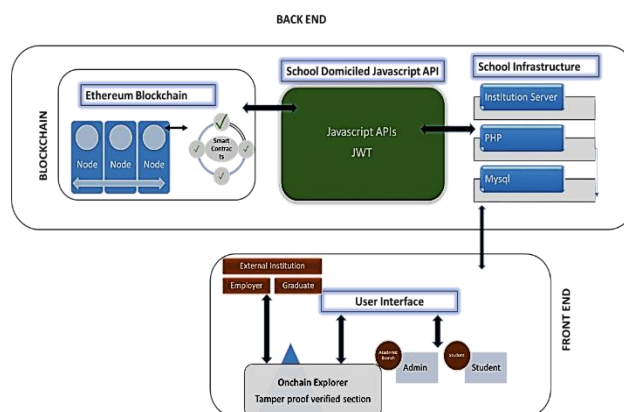 BACK END
BLOCKCHAIN
Ethereum Blockchain
Node
Node
Node
Smart
Contrac
ts
School Domiciled Javascript API
Javascript APIs
JWT
School Infrastructure
Institution Server
PHP
Mysql
FRONT END
External Institution
Employer
Graduate
User Interface
Academic
Branch
Admin
Student
Student
Onchain Explorer
Tamper proof verified section